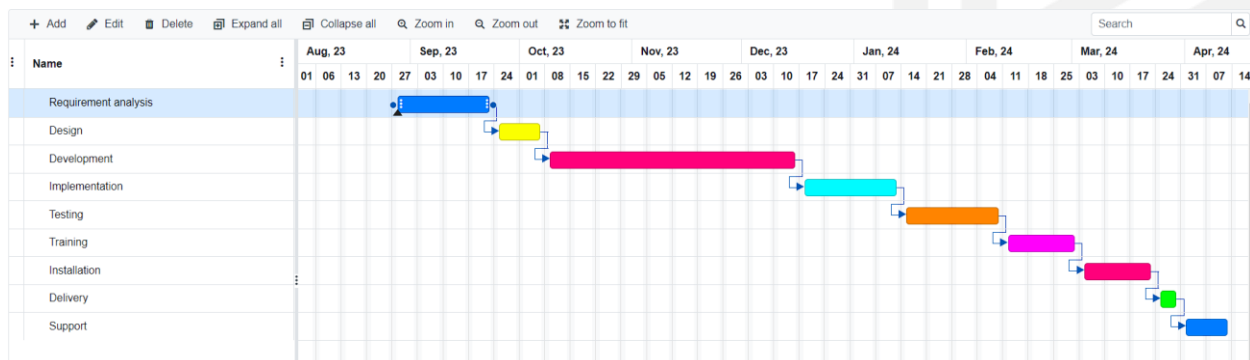 Add Edit Delete Expand all Collapse all Zoom in Zoom out Zoom to fit Search
Name
Aug, 23 Sep, 23 Oct, 23 Nov, 23 Dec, 23 Jan, 24 Feb, 24 Mar, 24 Apr, 24
01 06 13 20 27 03 10 17 24 01 08 15 22 29 05 12 19 26 03 10 17 24 31 07 14 21 28 04 11 18 25 03 10 17 24 31 07 14
Requirement analysis
Design
Development
Implementation
Testing
Training
Installation
Delivery
Support